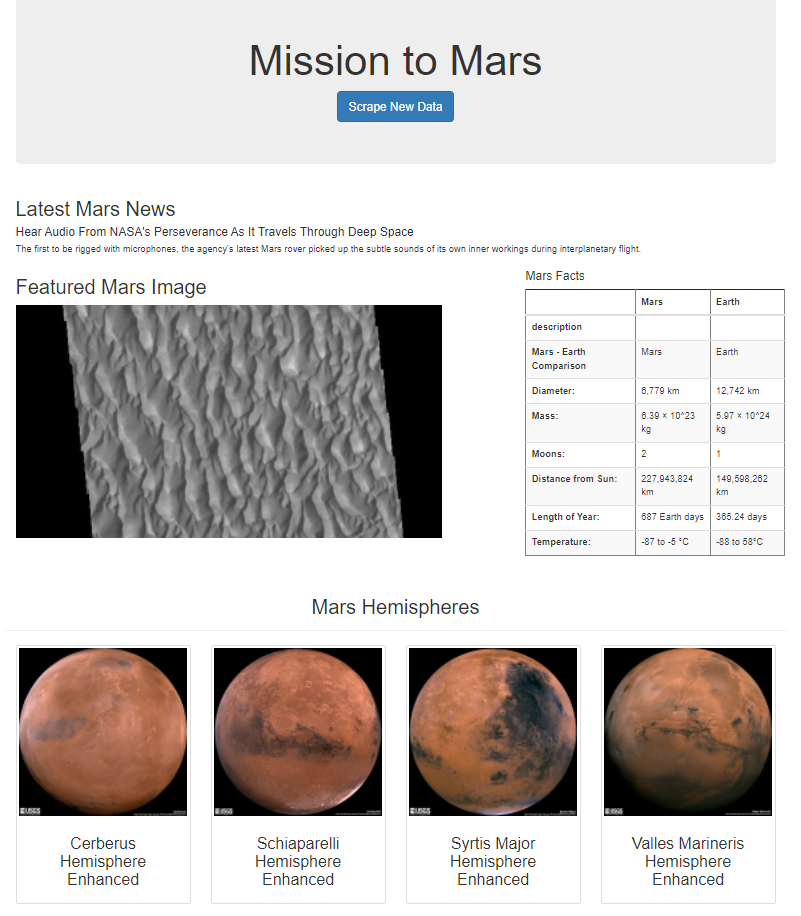 Mission to Mars
Scrape New Data
Latest Mars News
Hear Audio From NASA's Perseverance As It Travels Through Deep Space
The first to be rigged with microphones, the agency's latest Mars rover picked up the subtle sounds of its own inner workings during interplanetary flight.
Featured Mars Image
Mars Facts
Mars Earth
description
Mars - Earth Comparison Mars Earth
Diameter: 6,779 km 12,742 km
Mass: 6.39 × 10^23 kg 5.97 × 10^24 kg
Moons: 2 1
Distance from Sun: 227,943,824 km 149,598,262 km
Length of Year: 687 Earth days 365.24 days
Temperature: -87 to -5 °C -88 to 58°C
Mars Hemispheres
USGS
USGS
USGS
USGS
Cerberus
Hemisphere
Enhanced
Schiaparelli
Hemisphere
Enhanced
Syrtis Major
Hemisphere
Enhanced
Valles Marineris
Hemisphere
Enhanced